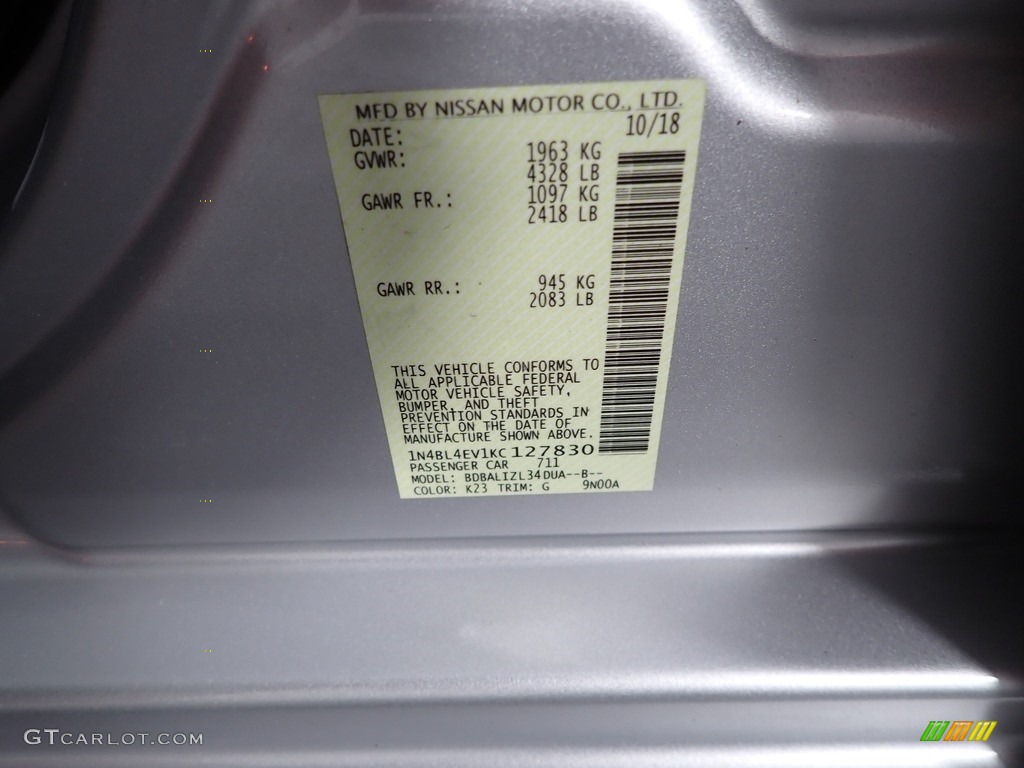 MFD BY NISSAN MOTOR CO., LTD.
DATE: 10/18
GVWR: 1963 KG
4328 LB
GAWR FR.: 1097 KG
2418 LB
GAWR RR.: 945 KG
2083 LB
THIS VEHICLE CONFORMS TO
ALL APPLICABLE FEDERAL
MOTOR VEHICLE SAFETY,
BUMPER, AND THEFT
PREVENTION STANDARDS IN
EFFECT ON THE DATE OF
MANUFACTURE SHOWN ABOVE.
1N4BL4EV1KC127830
PASSENGER CAR 711
MODEL: BDBALIZL34DUA--B--
COLOR: K23 TRIM: G 9N00A
GTCARLOT.COM